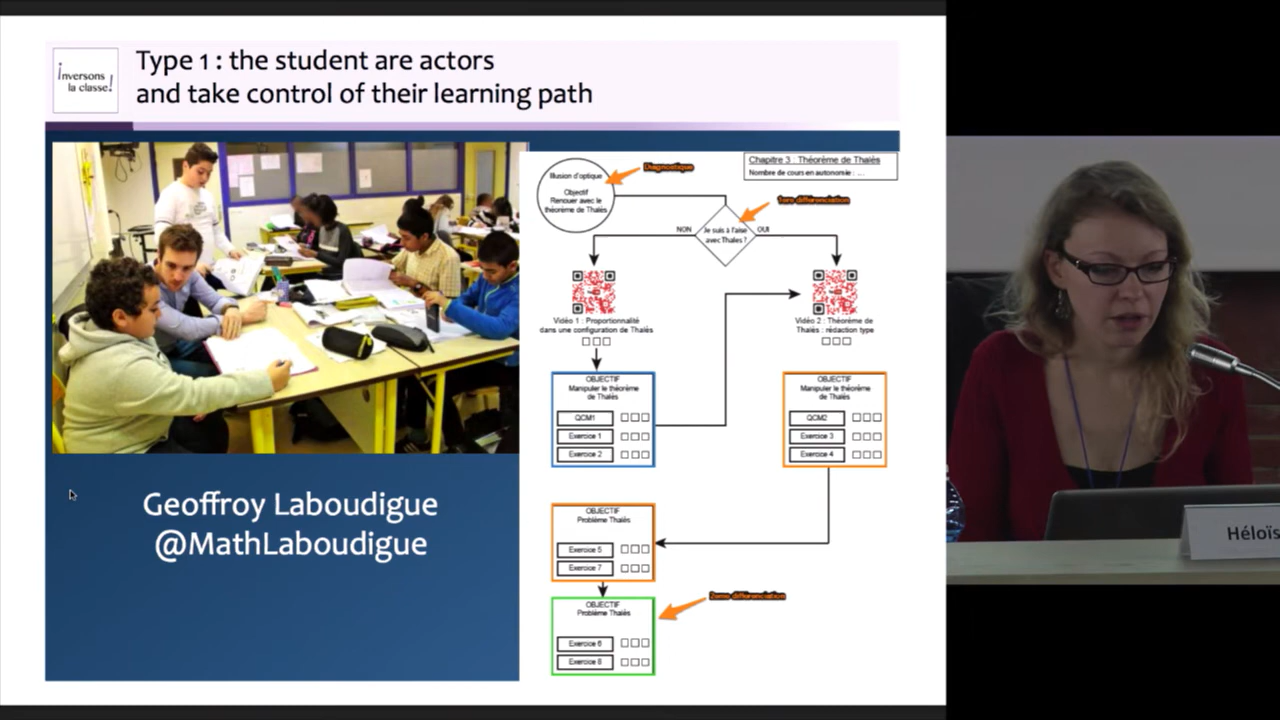 Type 1 : the student are actors
and take control of their learning path
inversons
la classe!
Geoffroy Laboudigue
@MathLaboudigue
Chapitre 3 : Théorème de Thalès
Nombre de cours en autonomie : ....
Illusion d'optique
Objectif
Renouer avec le
théorème de Thalès
Diagnostique
1ere différenciation
Je suis à l'aise
avec Thales ?
NON
OUI
Vidéo 1 : Proportionnalité
dans une configuration de Thalès
Vidéo 2 : Théorème de
Thalès : rédaction type
OBJECTIF
Manipuler le théorème
de Thalès
QCM1
Exercice 1
Exercice 2
OBJECTIF
Manipuler le théorème
de Thalès
QCM2
Exercice 3
Exercice 4
OBJECTIF
Problème Thalès
Exercice 5
Exercice 7
OBJECTIF
Problème Thalès
Exercice 6
Exercice 8
2eme différenciation
Héloïs